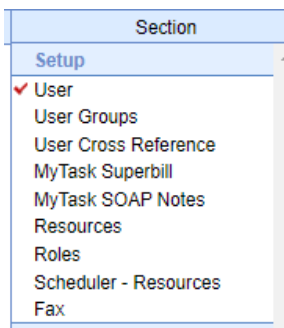 Section
Setup
User
User Groups
User Cross Reference
MyTask Superbill
MyTask SOAP Notes
Resources
Roles
Scheduler - Resources
Fax